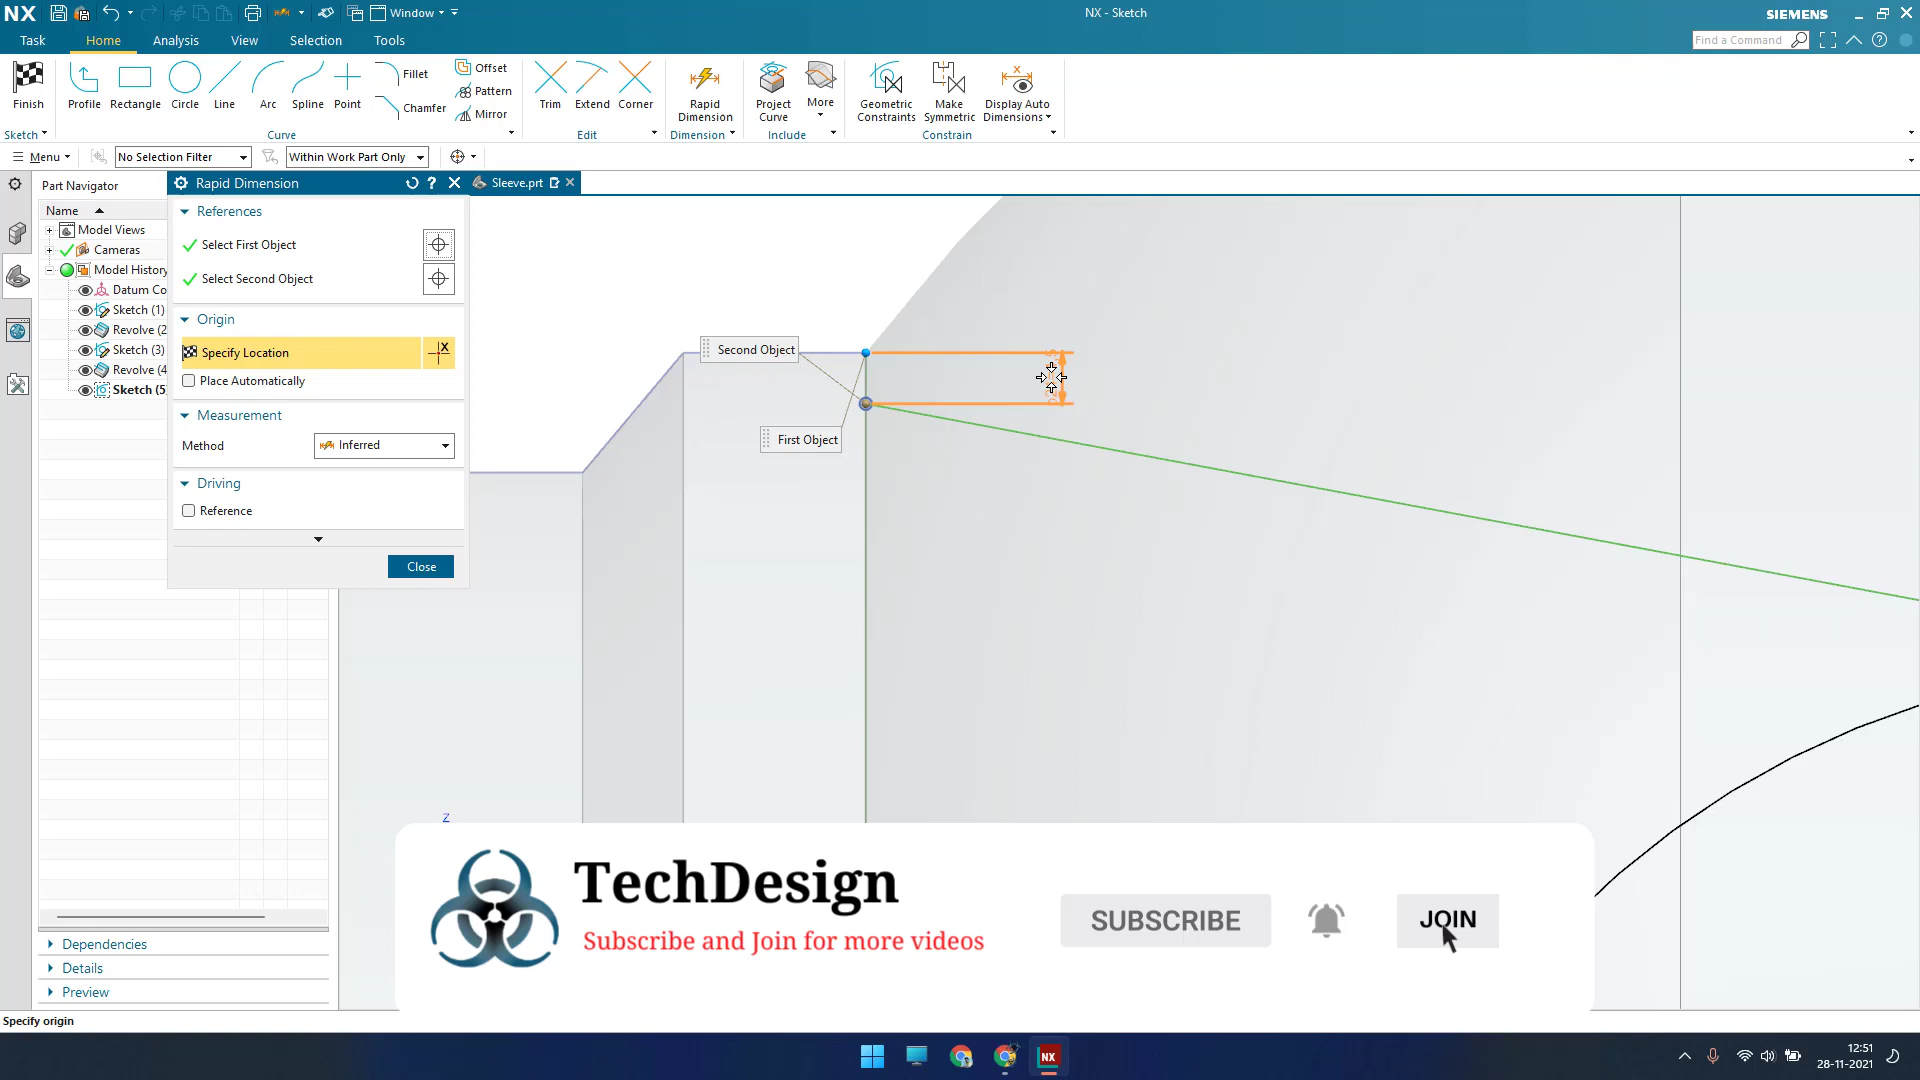 NX
Window
NX - Sketch
SIEMENS
Task
Home
Analysis
View
Selection
Tools
Find a Command
Finish
Profile
Rectangle
Circle
Line
Arc
Spline
Point
Fillet
Chamfer
Offset
Pattern
Mirror
Trim
Extend
Corner
Rapid
Dimension
Project
Curve
More
Geometric
Constraints
Make
Symmetric
Display Auto
Dimensions
Sketch
Curve
Edit
Dimension
Include
Constrain
Menu
No Selection Filter
Within Work Part Only
Part Navigator
Rapid Dimension
Sleeve.prt
Name
Model Views
Cameras
Model History
Datum Co
Sketch (1)
Revolve (2
Sketch (3)
Revolve (4
Sketch (5
References
Select First Object
Select Second Object
Origin
Specify Location
Place Automatically
Measurement
Method
Inferred
Driving
Reference
Close
Second Object
First Object
Z
TechDesign
Subscribe and Join for more videos
SUBSCRIBE
JOIN
Dependencies
Details
Preview
Specify origin
NX
12:51
28-11-2021